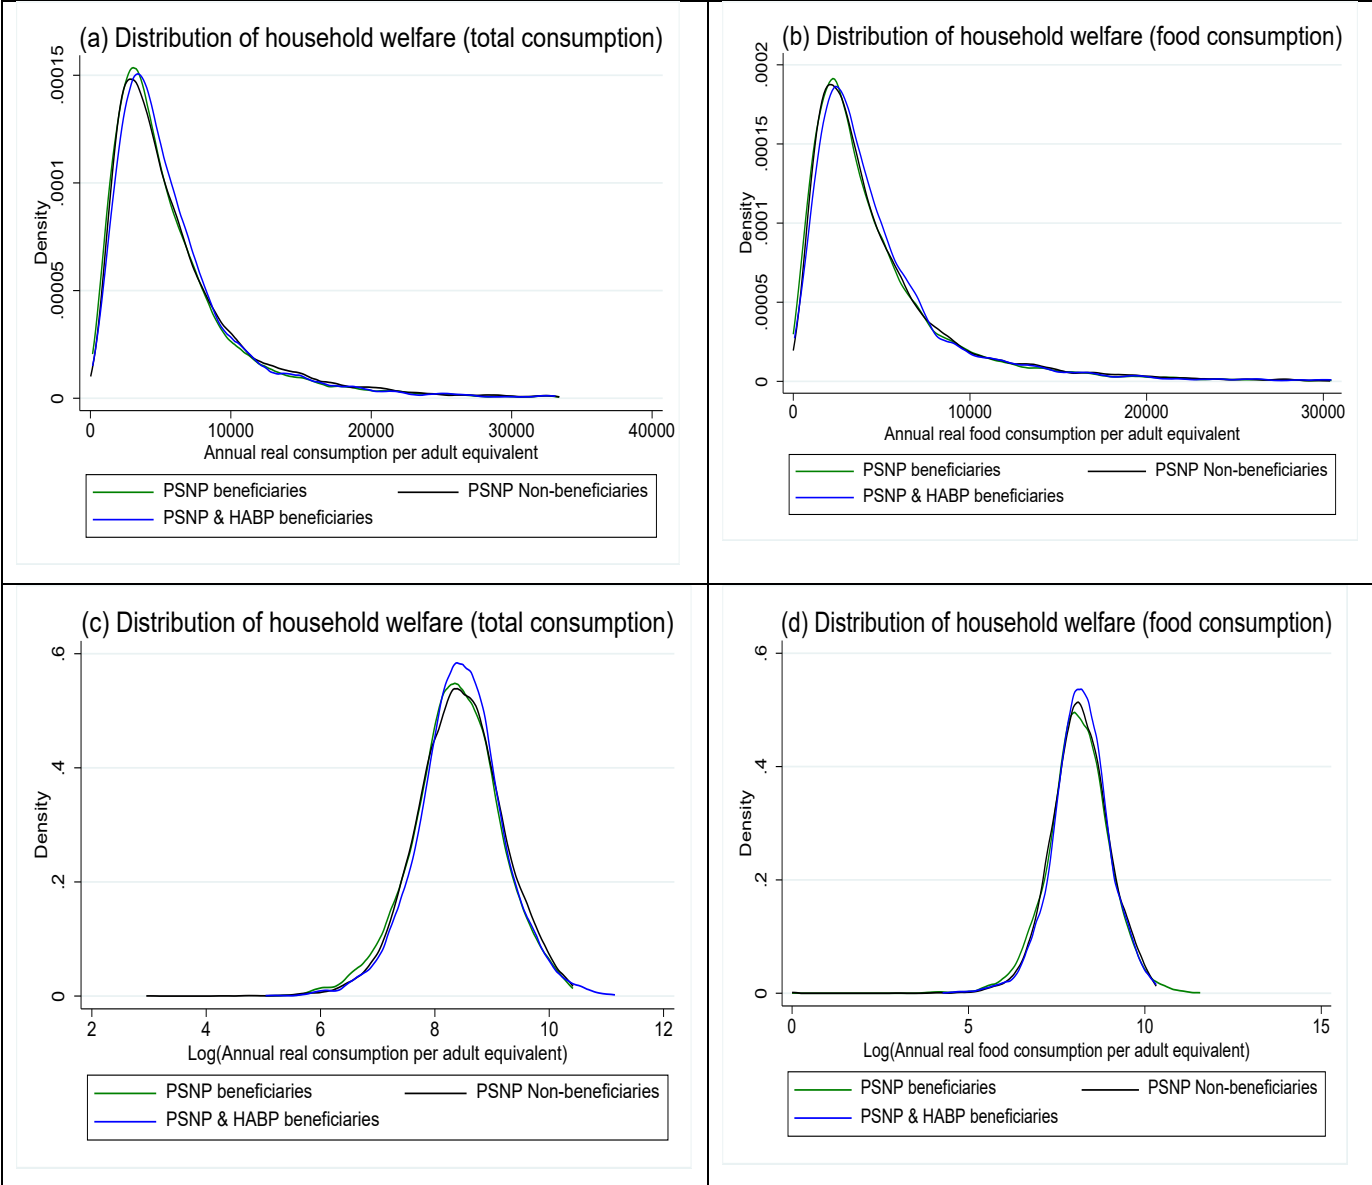 (a) Distribution of household welfare (total consumption)
Density
0 .00005 .0001 .00015
0 10000 20000 30000 40000
Annual real consumption per adult equivalent
PSNP beneficiaries PSNP Non-beneficiaries
PSNP & HABP beneficiaries
(b) Distribution of household welfare (food consumption)
Density
0 .00005 .0001 .00015 .0002
0 10000 20000 30000
Annual real food consumption per adult equivalent
PSNP beneficiaries PSNP Non-beneficiaries
PSNP & HABP beneficiaries
(c) Distribution of household welfare (total consumption)
Density
0 .2 .4 .6
2 4 6 8 10 12
Log(Annual real consumption per adult equivalent)
PSNP beneficiaries PSNP Non-beneficiaries
PSNP & HABP beneficiaries
(d) Distribution of household welfare (food consumption)
Density
0 .2 .4 .6
0 5 10 15
Log(Annual real food consumption per adult equivalent)
PSNP beneficiaries PSNP Non-beneficiaries
PSNP & HABP beneficiaries